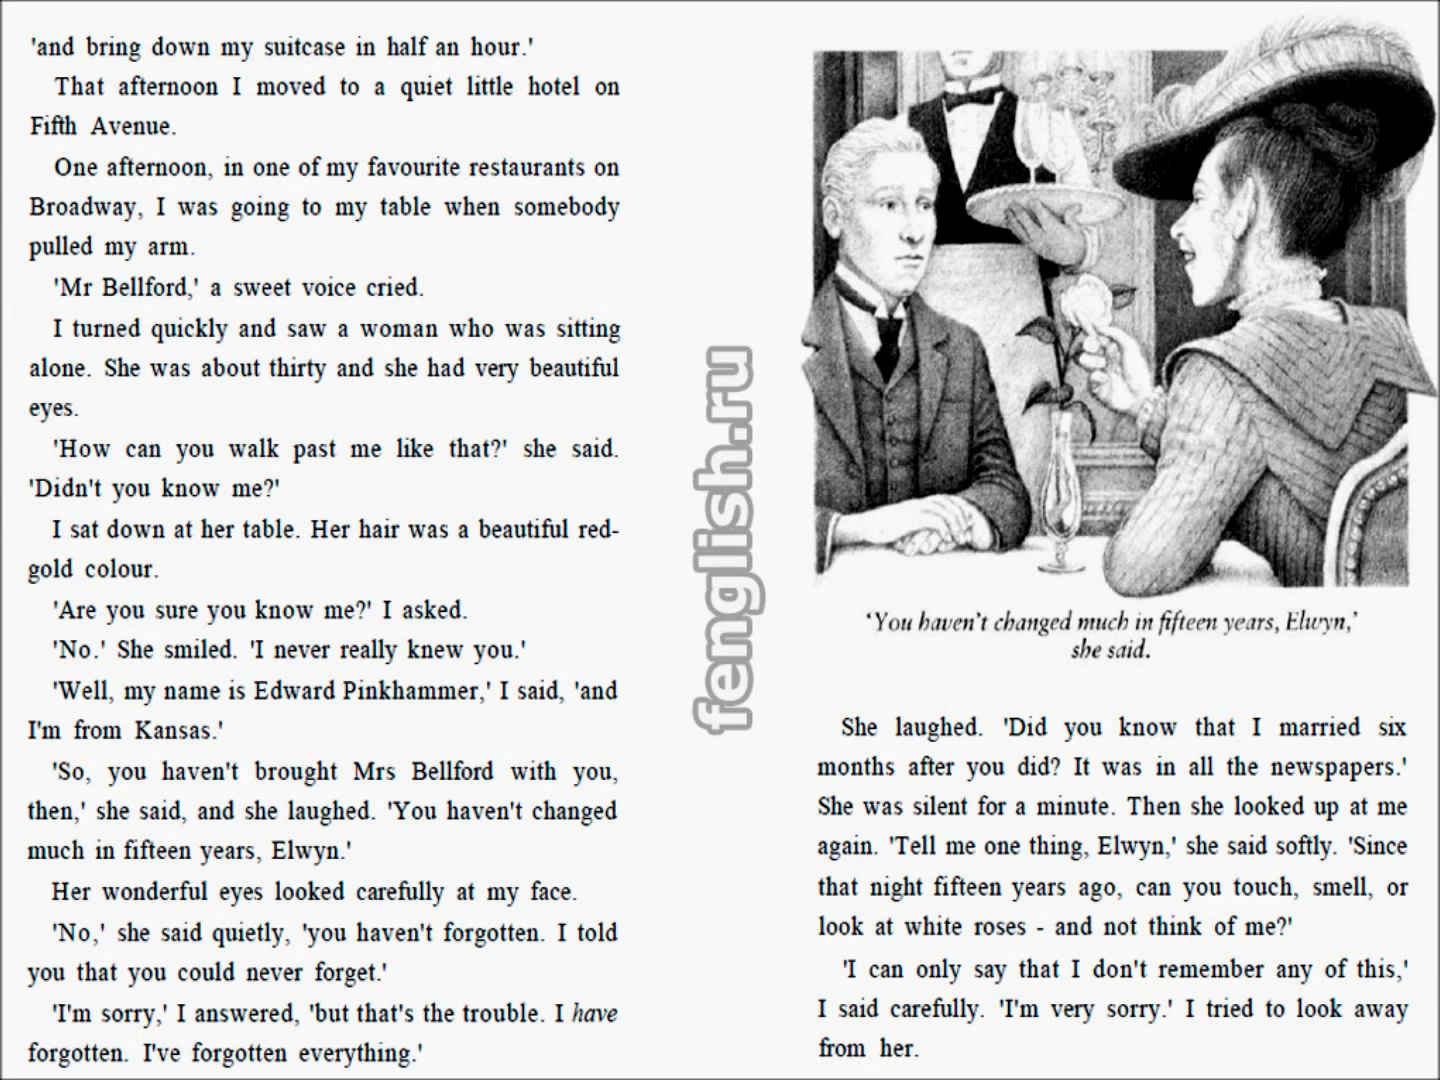 'and bring down my suitcase in half an hour.'
That afternoon I moved to a quiet little hotel on
Fifth Avenue.
One afternoon, in one of my favourite restaurants on
Broadway, I was going to my table when somebody
pulled my arm.
'Mr Bellford,' a sweet voice cried.
I turned quickly and saw a woman who was sitting
alone. She was about thirty and she had very beautiful
eyes.
'How can you walk past me like that?' she said.
'Didn't you know me?'
I sat down at her table. Her hair was a beautiful red-
gold colour.
'Are you sure you know me?' I asked.
'No.' She smiled. 'I never really knew you.'
'Well, my name is Edward Pinkhammer,' I said, 'and
I'm from Kansas.'
'So, you haven't brought Mrs Bellford with you,
then,' she said, and she laughed. 'You haven't changed
much in fifteen years, Elwyn.'
Her wonderful eyes looked carefully at my face.
'No,' she said quietly, 'you haven't forgotten. I told
you that you could never forget.'
'I'm sorry,' I answered, 'but that's the trouble. I have
forgotten. I've forgotten everything.'
fenglish.ru
'You haven't changed much in fifteen years, Elwyn,'
she said.
She laughed. 'Did you know that I married six
months after you did? It was in all the newspapers.'
She was silent for a minute. Then she looked up at me
again. 'Tell me one thing, Elwyn,' she said softly. 'Since
that night fifteen years ago, can you touch, smell, or
look at white roses - and not think of me?'
'I can only say that I don't remember any of this,'
I said carefully. 'I'm very sorry.' I tried to look away
from her.